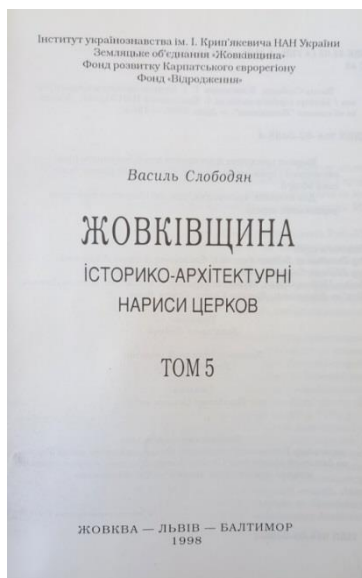 Інститут українознавства ім. І. Крип'якевича НАН України
Земляцьке об'єднання «Жовківщина»
Фонд розвитку Карпатського єврорегіону
Фонд «Відродження»
Василь Слободян
ЖОВКІВЩИНА
ІСТОРИКО-АРХІТЕКТУРНІ
НАРИСИ ЦЕРКОВ
ТОМ 5
ЖОВКВА — ЛЬВІВ — БАЛТИМОР
1998